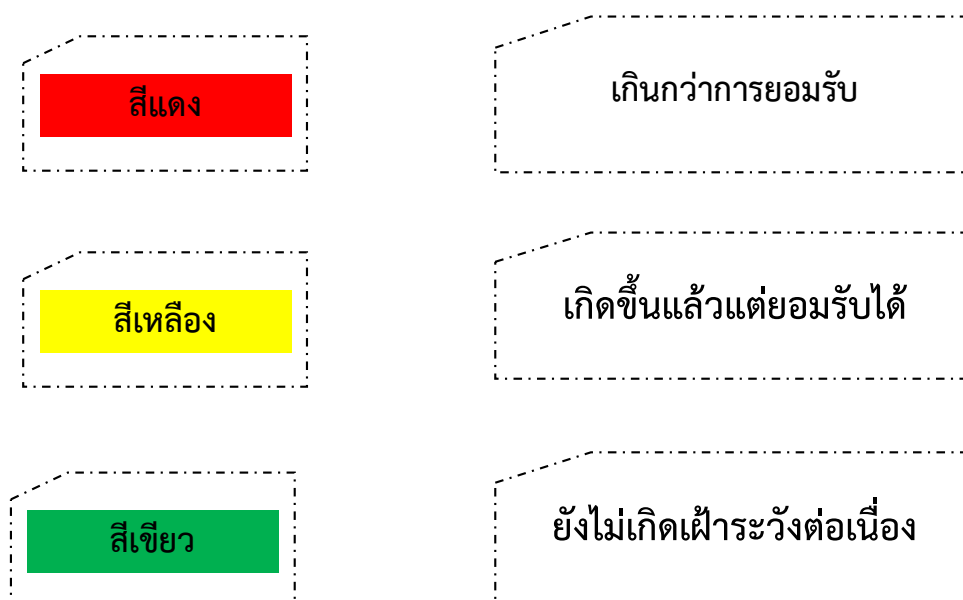 สีแดง
เกินกว่าการยอมรับ
สีเหลือง
เกิดขึ้นแล้วแต่ยอมรับได้
สีเขียว
ยังไม่เกิดเฝ้าระวังต่อเนื่อง